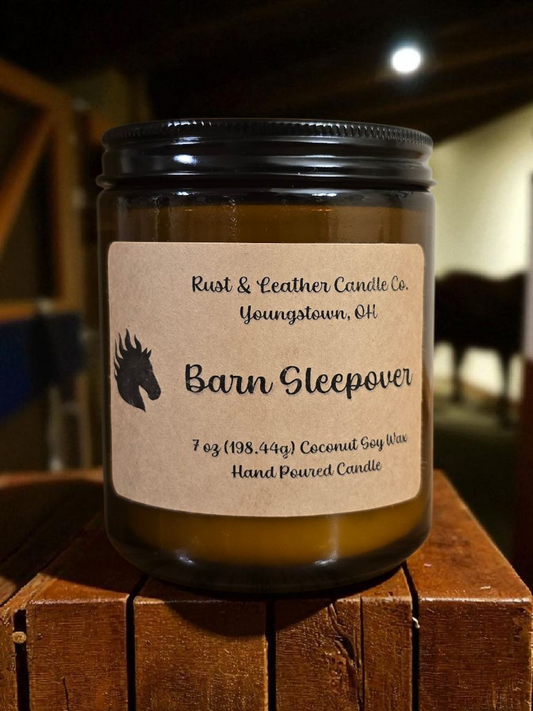 Rust & Leather Candle Co.
Youngstown, OH
Barn Sleepover
7 oz (198.44g) Coconut Soy Wax
Hand Poured Candle